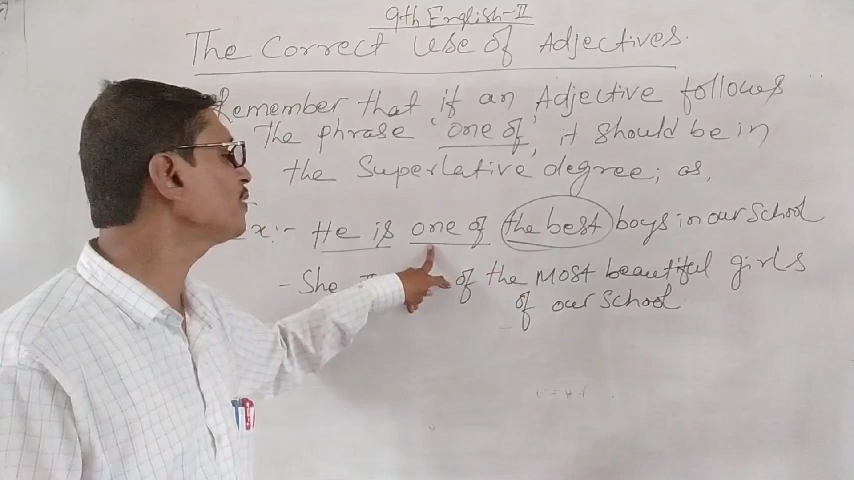 9th English-II
The Correct Use of Adjectives.
Remember that if an Adjective follows
The phrase 'one of', it should be in
the Superlative degree; as,
Ex:- He is one of the best boys in our School
- She of the most beautiful girls
of our School